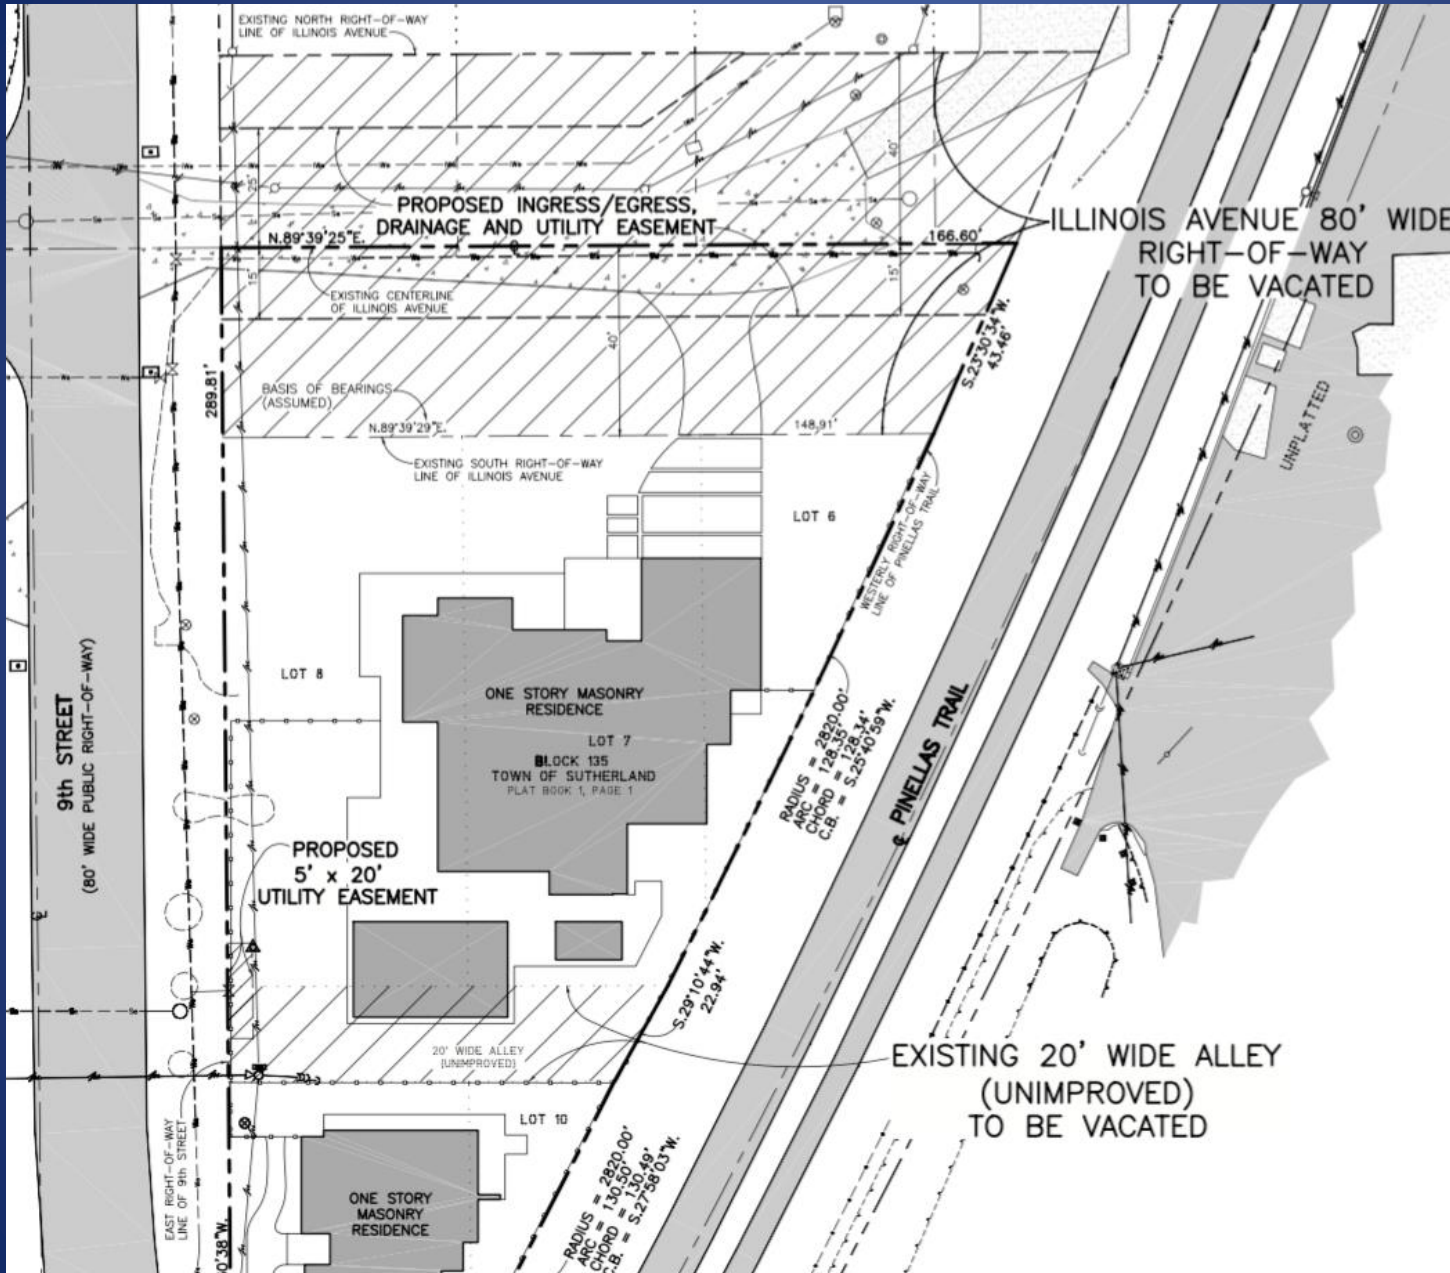 EXISTING NORTH RIGHT-OF-WAY
LINE OF ILLINOIS AVENUE
40'
25'
PROPOSED INGRESS/EGRESS,
DRAINAGE AND UTILITY EASEMENT
N.89°39'25"E.
166.60'
ILLINOIS AVENUE 80' WIDE
RIGHT-OF-WAY
TO BE VACATED
15'
15'
EXISTING CENTERLINE
OF ILLINOIS AVENUE
40'
S.23°30'34"W.
43.46'
289.81'
BASIS OF BEARINGS
(ASSUMED)
N.89°39'29"E.
148.91'
UNPLATTED
EXISTING SOUTH RIGHT-OF-WAY
LINE OF ILLINOIS AVENUE
LOT 6
WESTERLY RIGHT-OF-WAY
LINE OF PINELLAS TRAIL
9th STREET
(80' WIDE PUBLIC RIGHT-OF-WAY)
LOT 8
ONE STORY MASONRY
RESIDENCE
LOT 7
BLOCK 135
TOWN OF SUTHERLAND
PLAT BOOK 1, PAGE 1
RADIUS = 2820.00'
ARC = 128.35'
CHORD = 128.34'
C.B. = S.25°40'59"W.
℄ PINELLAS TRAIL
PROPOSED
5' x 20'
UTILITY EASEMENT
S.29°10'44"W.
22.94'
20' WIDE ALLEY
(UNIMPROVED)
EXISTING 20' WIDE ALLEY
(UNIMPROVED)
TO BE VACATED
LOT 10
EAST RIGHT-OF-WAY
LINE OF 9th STREET
ONE STORY
MASONRY
RESIDENCE
RADIUS = 2820.00'
ARC = 130.50'
CHORD = 130.49'
C.B. = S.27°58'03"W.
0'38"W.